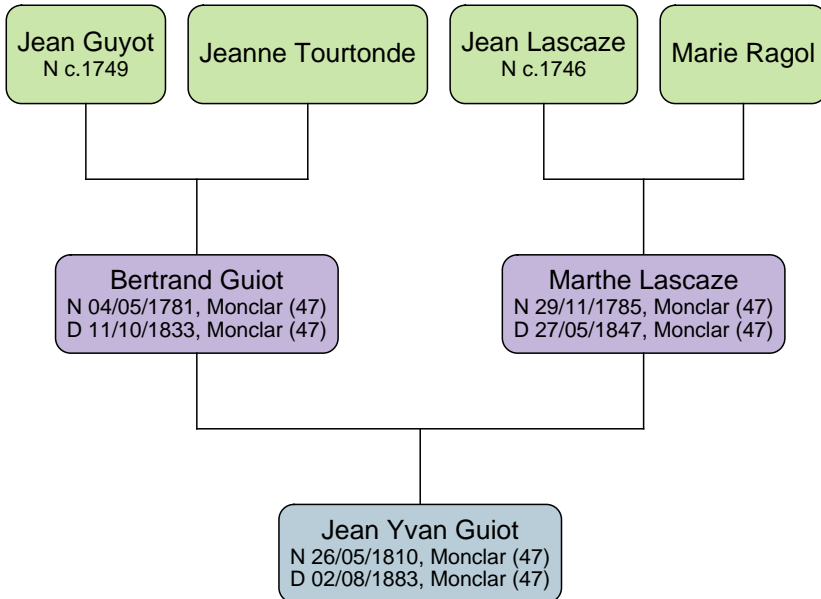 Jean Guyot
N c.1749
Jeanne Tourtonde
Jean Lascaze
N c.1746
Marie Ragol
Bertrand Guiot
N 04/05/1781, Monclar (47)
D 11/10/1833, Monclar (47)
Marthe Lascaze
N 29/11/1785, Monclar (47)
D 27/05/1847, Monclar (47)
Jean Yvan Guiot
N 26/05/1810, Monclar (47)
D 02/08/1883, Monclar (47)